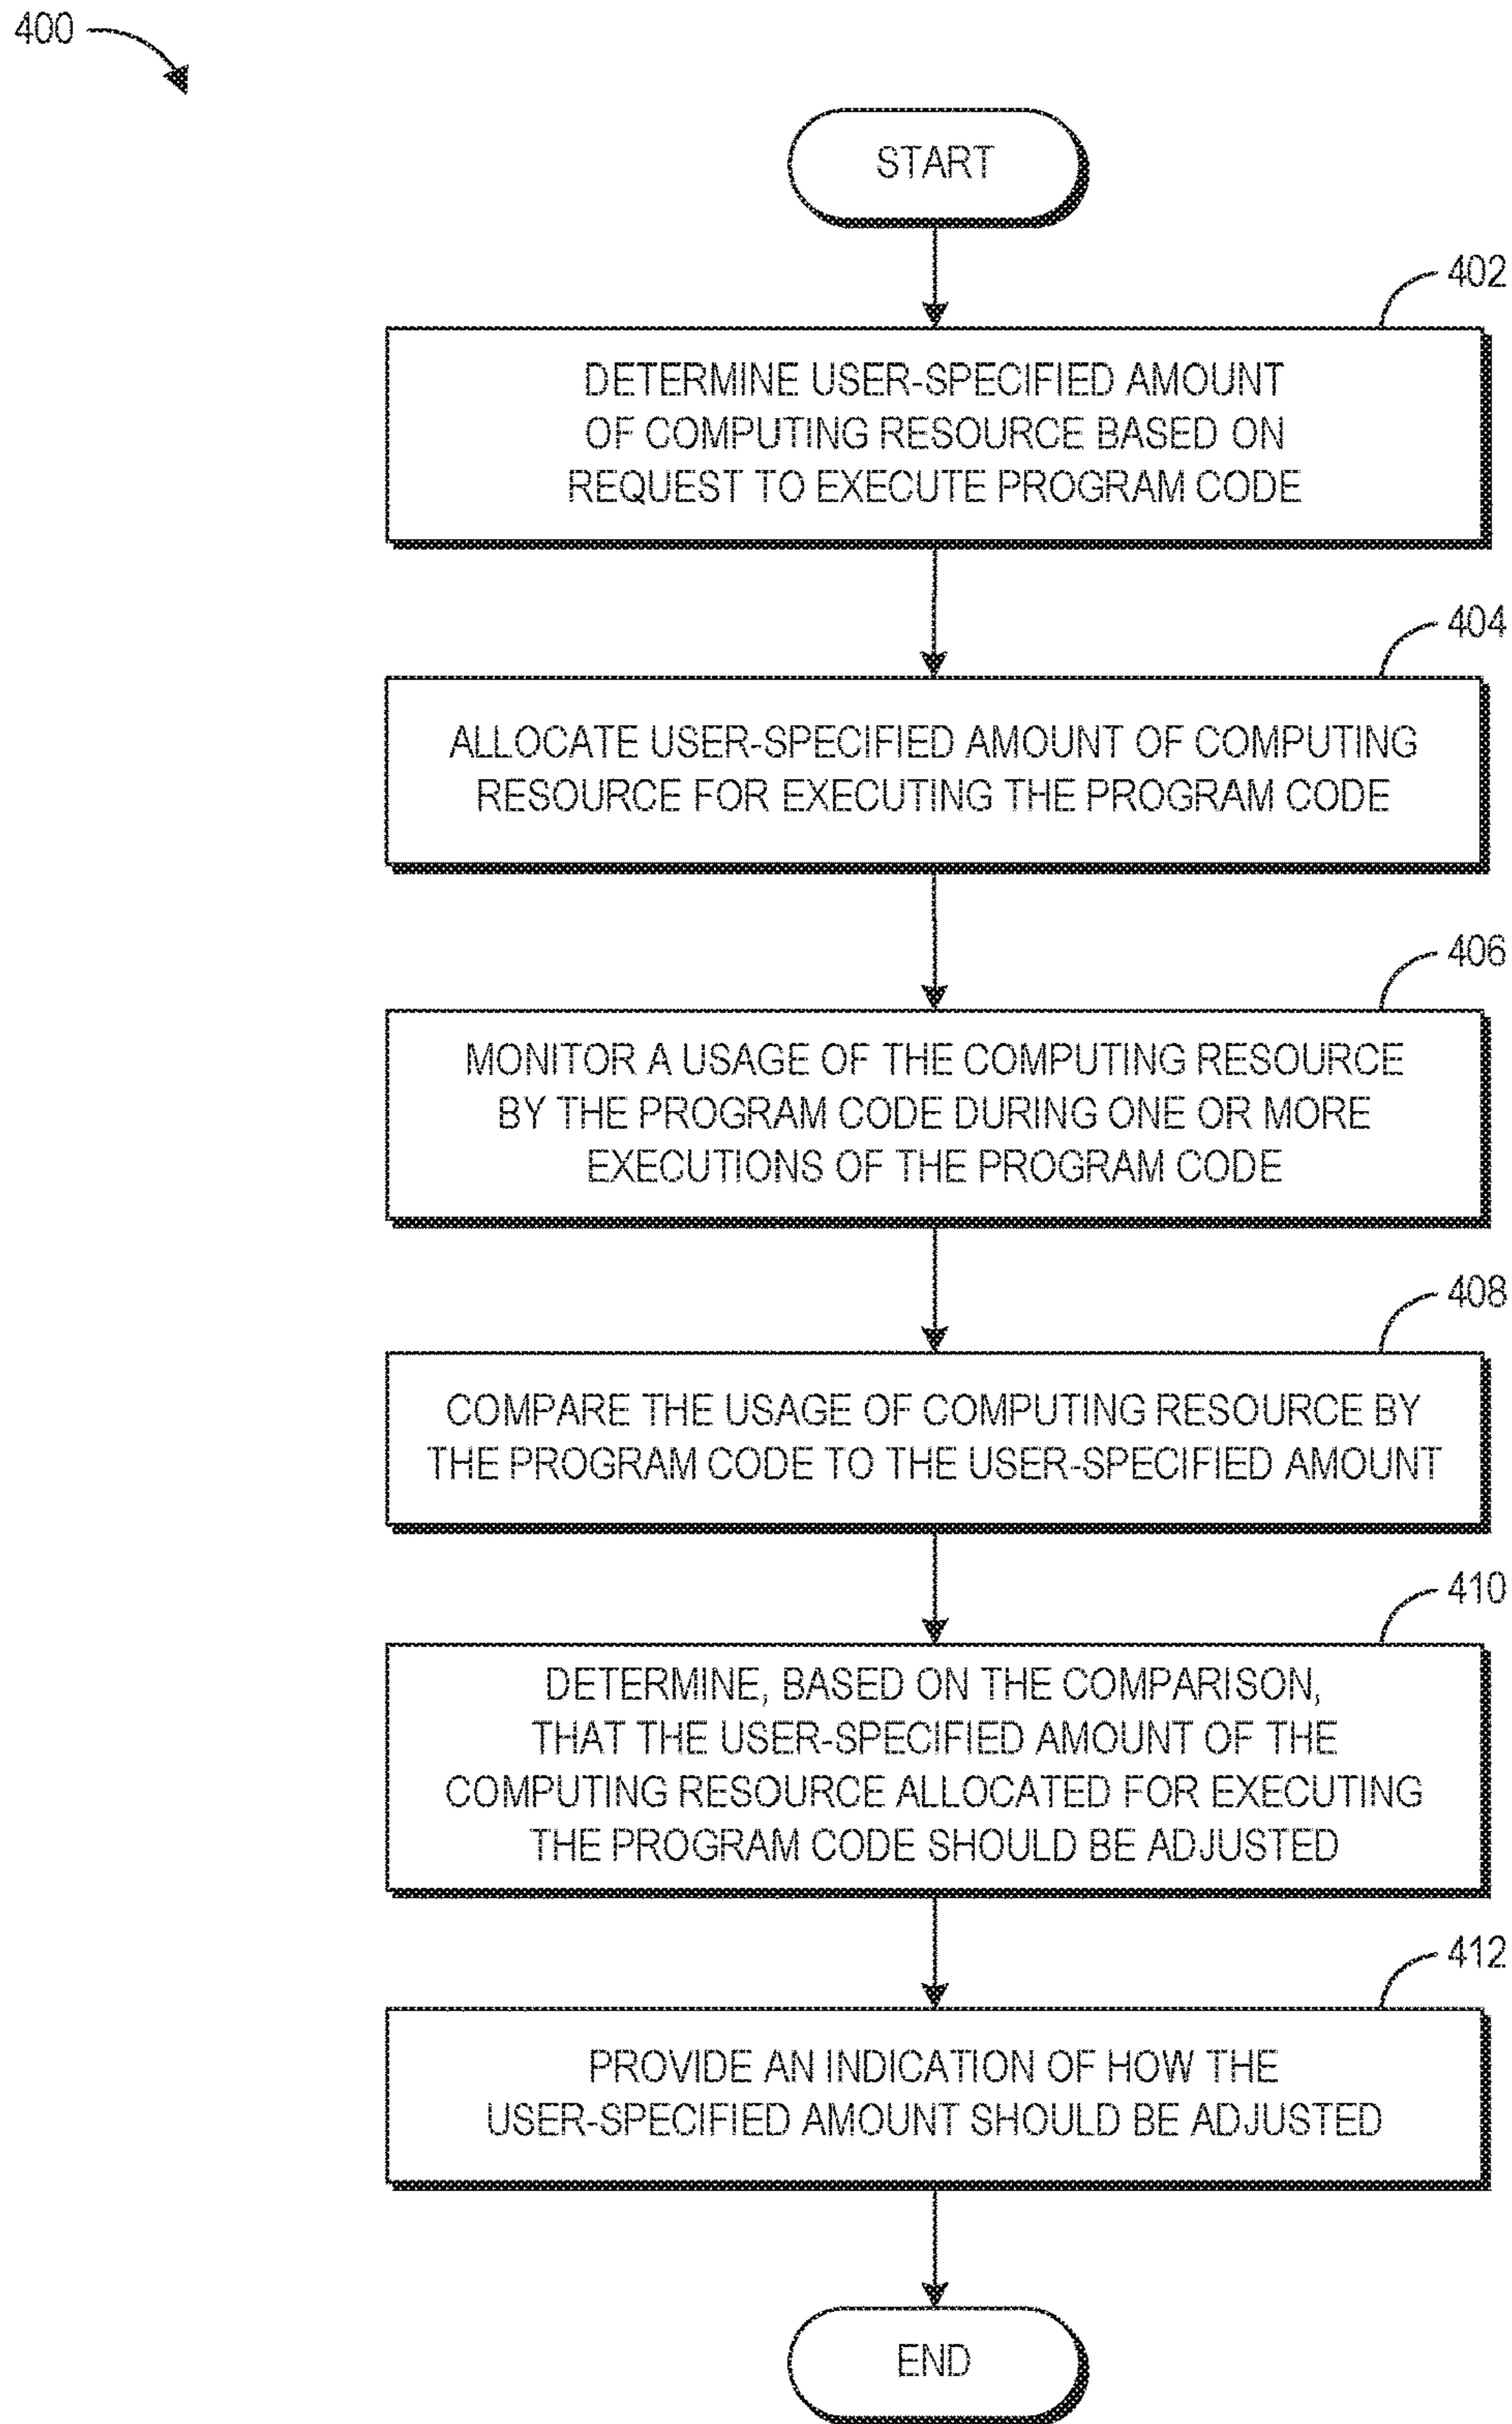 400
START
402
DETERMINE USER-SPECIFIED AMOUNT
OF COMPUTING RESOURCE BASED ON
REQUEST TO EXECUTE PROGRAM CODE
404
ALLOCATE USER-SPECIFIED AMOUNT OF COMPUTING
RESOURCE FOR EXECUTING THE PROGRAM CODE
406
MONITOR A USAGE OF THE COMPUTING RESOURCE
BY THE PROGRAM CODE DURING ONE OR MORE
EXECUTIONS OF THE PROGRAM CODE
408
COMPARE THE USAGE OF COMPUTING RESOURCE BY
THE PROGRAM CODE TO THE USER-SPECIFIED AMOUNT
410
DETERMINE, BASED ON THE COMPARISON,
THAT THE USER-SPECIFIED AMOUNT OF THE
COMPUTING RESOURCE ALLOCATED FOR EXECUTING
THE PROGRAM CODE SHOULD BE ADJUSTED
412
PROVIDE AN INDICATION OF HOW THE
USER-SPECIFIED AMOUNT SHOULD BE ADJUSTED
END